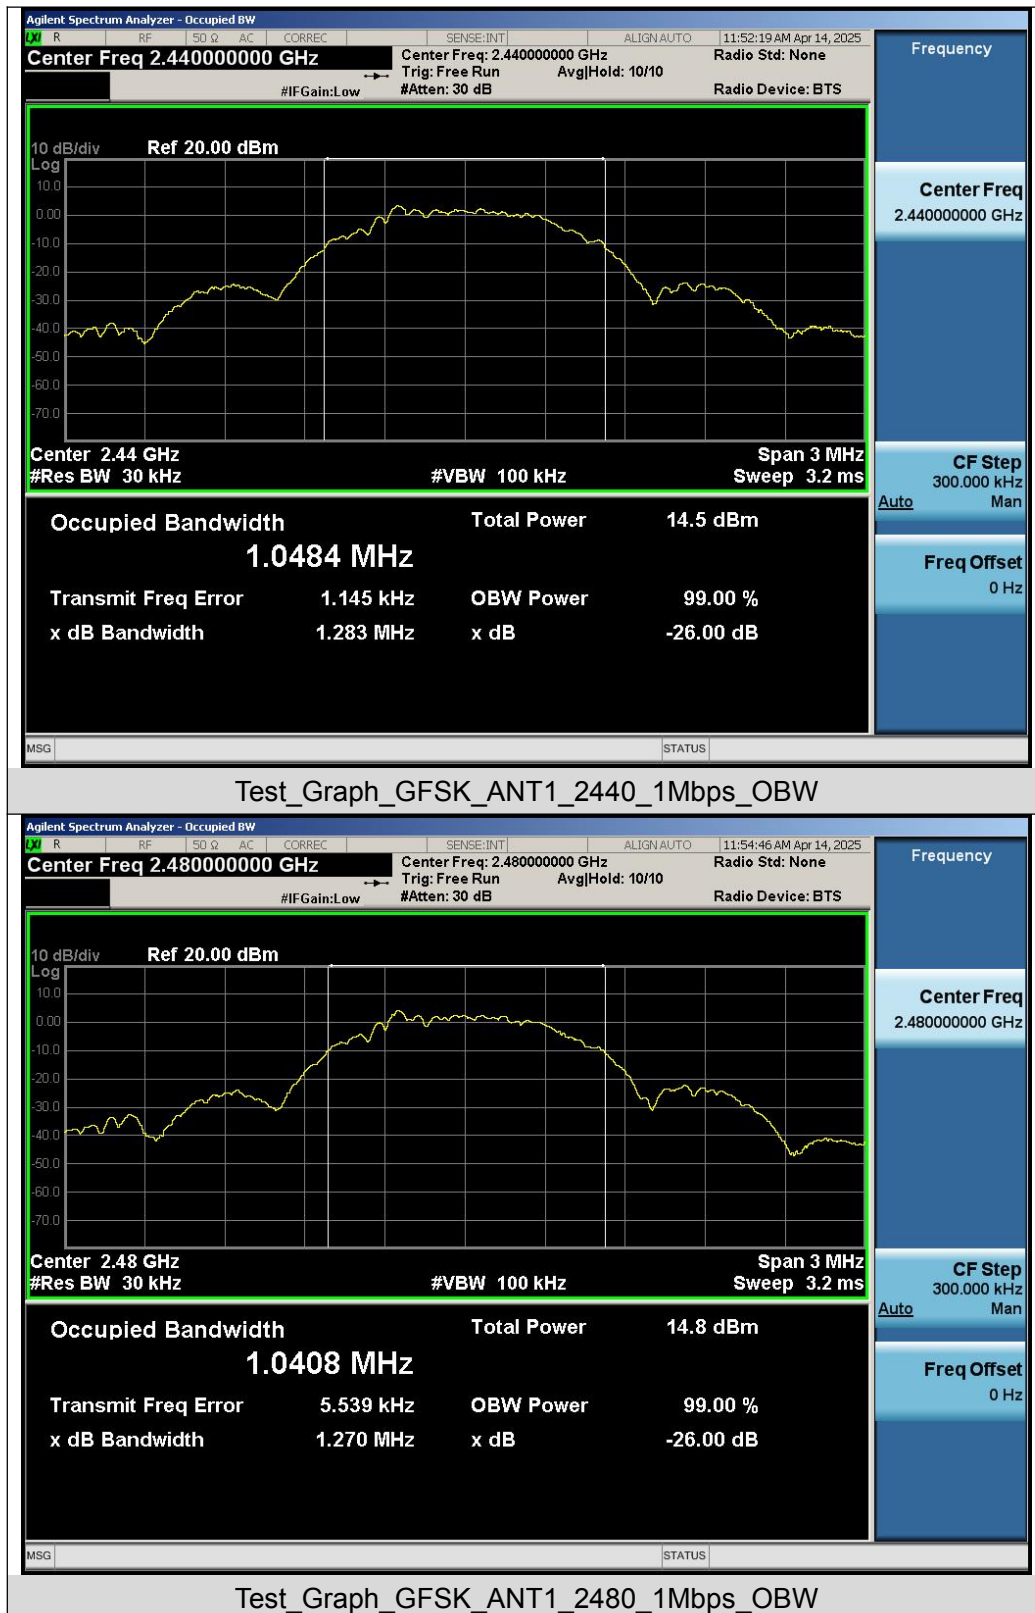 Agilent Spectrum Analyzer - Occupied BW
LXI R RF 50 Ω AC CORREC SENSE:INT ALIGN AUTO 11:52:19 AM Apr 14, 2025
Center Freq 2.440000000 GHz Center Freq: 2.440000000 GHz Radio Std: None Frequency
Trig: Free Run Avg|Hold: 10/10
#IFGain:Low #Atten: 30 dB Radio Device: BTS
10 dB/div Ref 20.00 dBm
Log
10.0
0.00
-10.0
-20.0
-30.0
-40.0
-50.0
-60.0
-70.0
Center Freq
2.440000000 GHz
Center 2.44 GHz Span 3 MHz
#Res BW 30 kHz #VBW 100 kHz Sweep 3.2 ms
CF Step
300.000 kHz
Auto Man
Occupied Bandwidth Total Power 14.5 dBm
1.0484 MHz
Transmit Freq Error 1.145 kHz OBW Power 99.00 %
x dB Bandwidth 1.283 MHz x dB -26.00 dB
Freq Offset
0 Hz
MSG STATUS
Test_Graph_GFSK_ANT1_2440_1Mbps_OBW
Agilent Spectrum Analyzer - Occupied BW
LXI R RF 50 Ω AC CORREC SENSE:INT ALIGN AUTO 11:54:46 AM Apr 14, 2025
Center Freq 2.480000000 GHz Center Freq: 2.480000000 GHz Radio Std: None Frequency
Trig: Free Run Avg|Hold: 10/10
#IFGain:Low #Atten: 30 dB Radio Device: BTS
10 dB/div Ref 20.00 dBm
Log
10.0
0.00
-10.0
-20.0
-30.0
-40.0
-50.0
-60.0
-70.0
Center Freq
2.480000000 GHz
Center 2.48 GHz Span 3 MHz
#Res BW 30 kHz #VBW 100 kHz Sweep 3.2 ms
CF Step
300.000 kHz
Auto Man
Occupied Bandwidth Total Power 14.8 dBm
1.0408 MHz
Transmit Freq Error 5.539 kHz OBW Power 99.00 %
x dB Bandwidth 1.270 MHz x dB -26.00 dB
Freq Offset
0 Hz
MSG STATUS
Test_Graph_GFSK_ANT1_2480_1Mbps_OBW